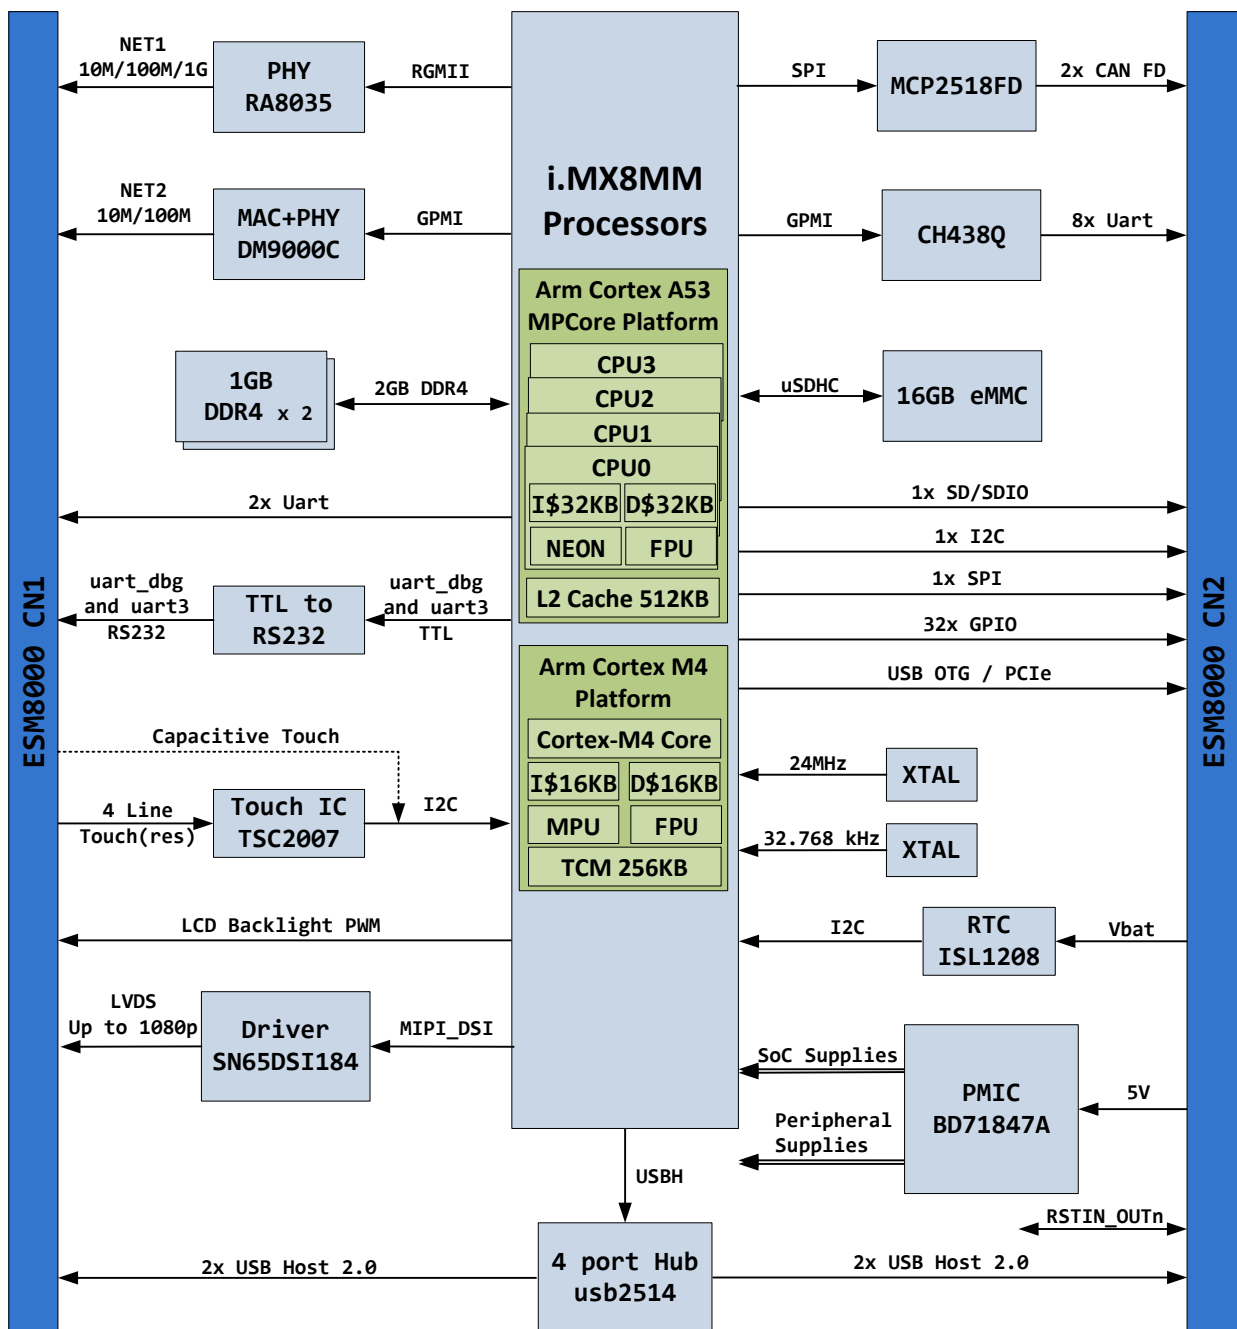 ESM8000 CN1
NET1
10M/100M/1G
PHY
RA8035
RGMII
NET2
10M/100M
MAC+PHY
DM9000C
GPMI
1GB
DDR4 x 2
2GB DDR4
2x Uart
uart_dbg
and uart3
RS232
TTL to
RS232
uart_dbg
and uart3
TTL
Capacitive Touch
4 Line
Touch(res)
Touch IC
TSC2007
I2C
LCD Backlight PWM
LVDS
Up to 1080p
Driver
SN65DSI184
MIPI_DSI
2x USB Host 2.0
i.MX8MM
Processors
Arm Cortex A53
MPCore Platform
CPU3
CPU2
CPU1
CPU0
I$32KB
D$32KB
NEON
FPU
L2 Cache 512KB
Arm Cortex M4
Platform
Cortex-M4 Core
I$16KB
D$16KB
MPU
FPU
TCM 256KB
USBH
4 port Hub
usb2514
SPI
MCP2518FD
2x CAN FD
GPMI
CH438Q
8x Uart
uSDHC
16GB eMMC
1x SD/SDIO
1x I2C
1x SPI
32x GPIO
USB OTG / PCIe
24MHz
XTAL
32.768 kHz
XTAL
I2C
RTC
ISL1208
Vbat
SoC Supplies
Peripheral
Supplies
PMIC
BD71847A
5V
RSTIN_OUTn
2x USB Host 2.0
ESM8000 CN2